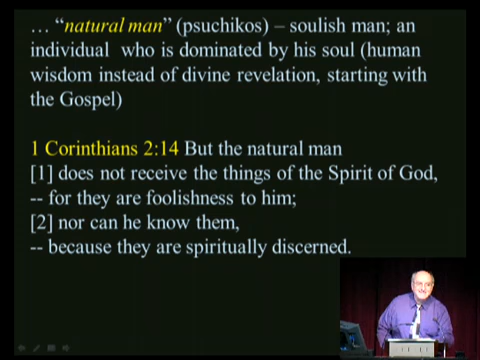 … “natural man” (psuchikos) – soulish man; an
individual who is dominated by his soul (human
wisdom instead of divine revelation, starting with
the Gospel)
1 Corinthians 2:14 But the natural man
[1] does not receive the things of the Spirit of God,
-- for they are foolishness to him;
[2] nor can he know them,
-- because they are spiritually discerned.